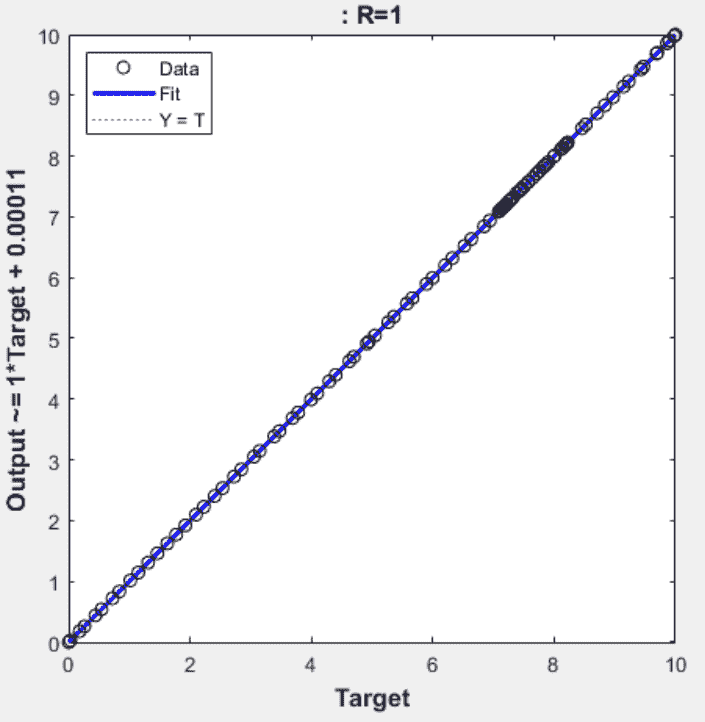 : R=1
Data
Fit
Y = T
Output ~= 1*Target + 0.00011
10
9
8
7
6
5
4
3
2
1
0
0 2 4 6 8 10
Target